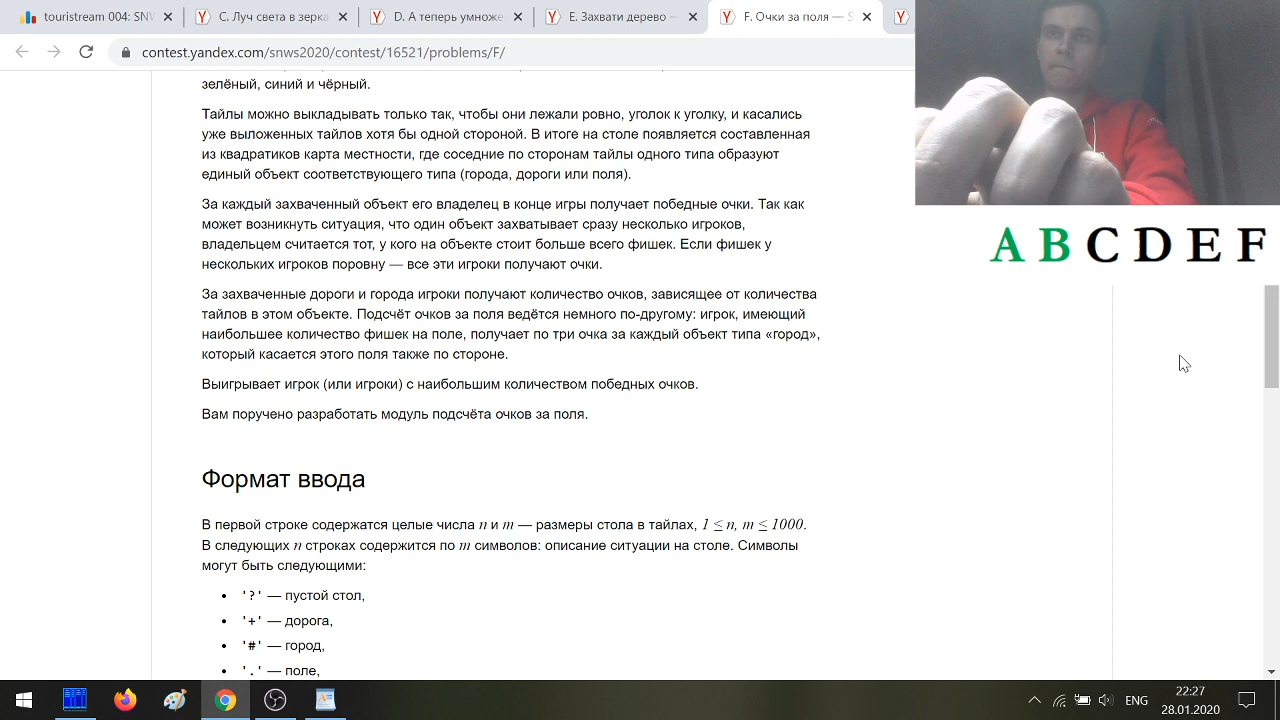 touristream 004: SNW
C. Луч света в зерка
D. А теперь умноже
E. Захвати дерево —
F. Очки за поля — S
contest.yandex.com/snws2020/contest/16521/problems/F/
зелёный, синий и чёрный.
Тайлы можно выкладывать только так, чтобы они лежали ровно, уголок к уголку, и касались
уже выложенных тайлов хотя бы одной стороной. В итоге на столе появляется составленная
из квадратиков карта местности, где соседние по сторонам тайлы одного типа образуют
единый объект соответствующего типа (города, дороги или поля).
За каждый захваченный объект его владелец в конце игры получает победные очки. Так как
может возникнуть ситуация, что один объект захватывает сразу несколько игроков,
владельцем считается тот, у кого на объекте стоит больше всего фишек. Если фишек у
нескольких игроков поровну — все эти игроки получают очки.
За захваченные дороги и города игроки получают количество очков, зависящее от количества
тайлов в этом объекте. Подсчёт очков за поля ведётся немного по-другому: игрок, имеющий
наибольшее количество фишек на поле, получает по три очка за каждый объект типа «город»,
который касается этого поля также по стороне.
Выигрывает игрок (или игроки) с наибольшим количеством победных очков.
Вам поручено разработать модуль подсчёта очков за поля.
Формат ввода
В первой строке содержатся целые числа n и m — размеры стола в тайлах, 1 ≤ n, m ≤ 1000.
В следующих n строках содержится по m символов: описание ситуации на столе. Символы
могут быть следующими:
'?' — пустой стол,
'+' — дорога,
'#' — город,
'.' — поле,
A B C D E F
ENG
22:27
28.01.2020